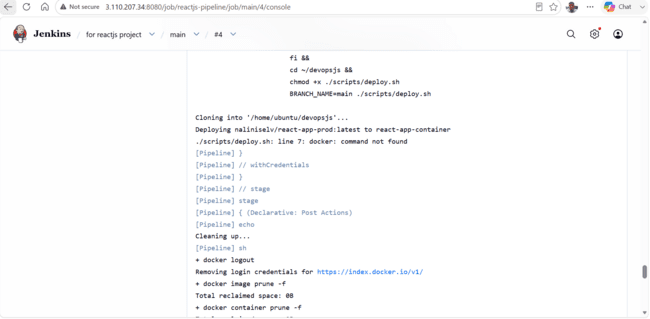 Not secure 3.110.207.34:8080/job/reactjs-pipeline/job/main/4/console Chat
Jenkins / for reactjs project / main / #4
fi &&
cd ~/devopsjs &&
chmod +x ./scripts/deploy.sh
BRANCH_NAME=main ./scripts/deploy.sh
Cloning into '/home/ubuntu/devopsjs'...
Deploying naliniselv/react-app-prod:latest to react-app-container
./scripts/deploy.sh: line 7: docker: command not found
[Pipeline] }
[Pipeline] // withCredentials
[Pipeline] }
[Pipeline] // stage
[Pipeline] stage
[Pipeline] { (Declarative: Post Actions)
[Pipeline] echo
Cleaning up...
[Pipeline] sh
+ docker logout
Removing login credentials for https://index.docker.io/v1/
+ docker image prune -f
Total reclaimed space: 0B
+ docker container prune -f